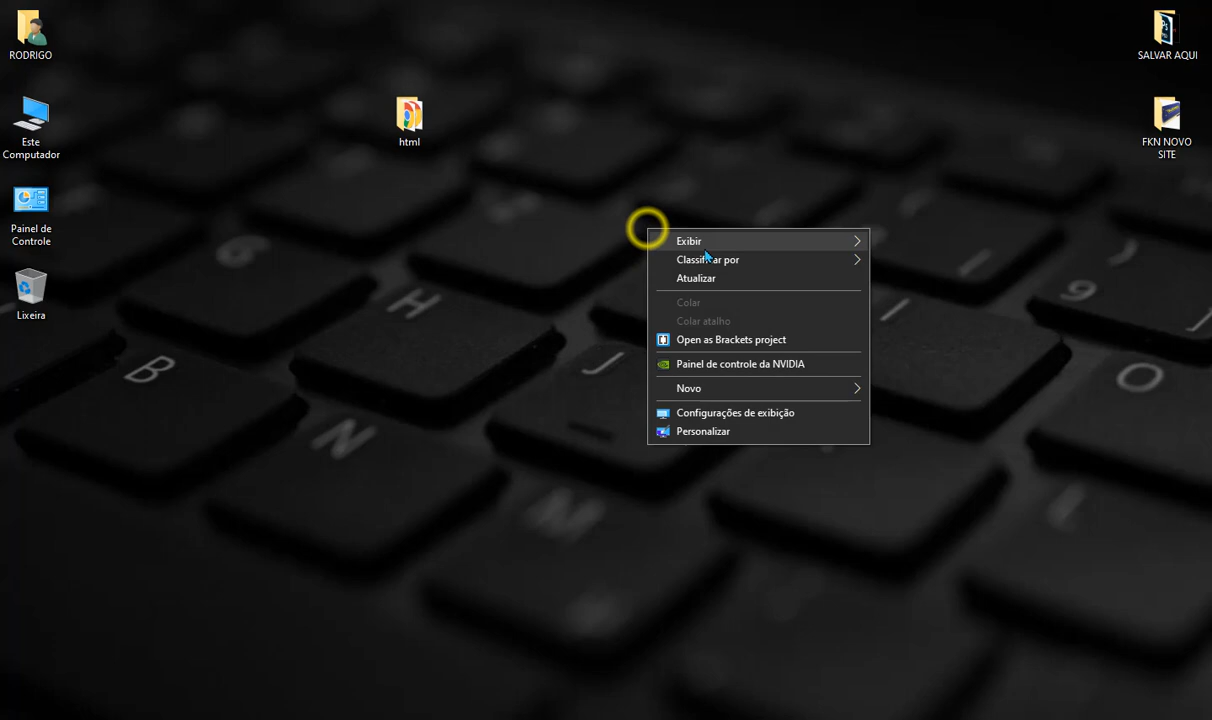 RODRIGO
Este
Computador
Painel de
Controle
Lixeira
html
SALVAR AQUI
FKN NOVO
SITE
Exibir
Classificar por
Atualizar
Colar
Colar atalho
Open as Brackets project
Painel de controle da NVIDIA
Novo
Configurações de exibição
Personalizar
G
H
J
B
N
M
I
9
O
L